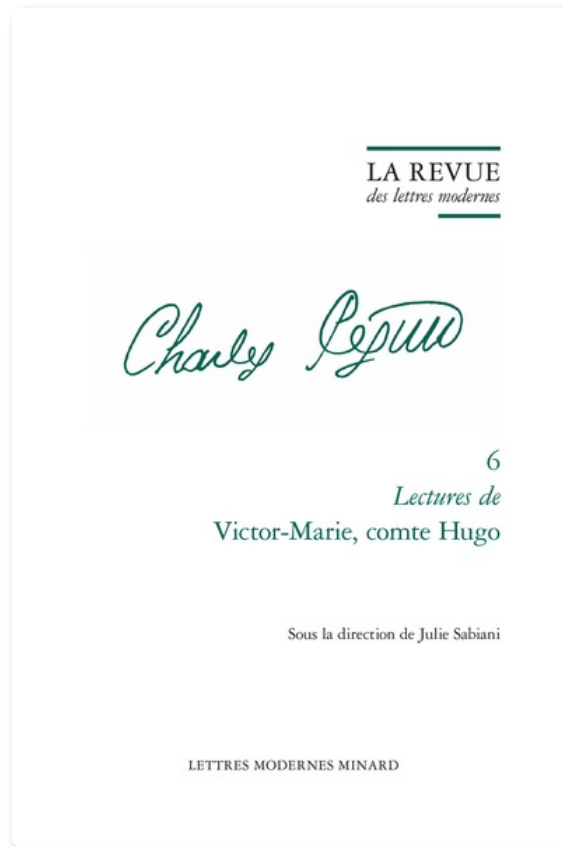 LA REVUE
des lettres modernes
Charles Péguy
6
Lectures de
Victor-Marie, comte Hugo
Sous la direction de Julie Sabiani
LETTRES MODERNES MINARD